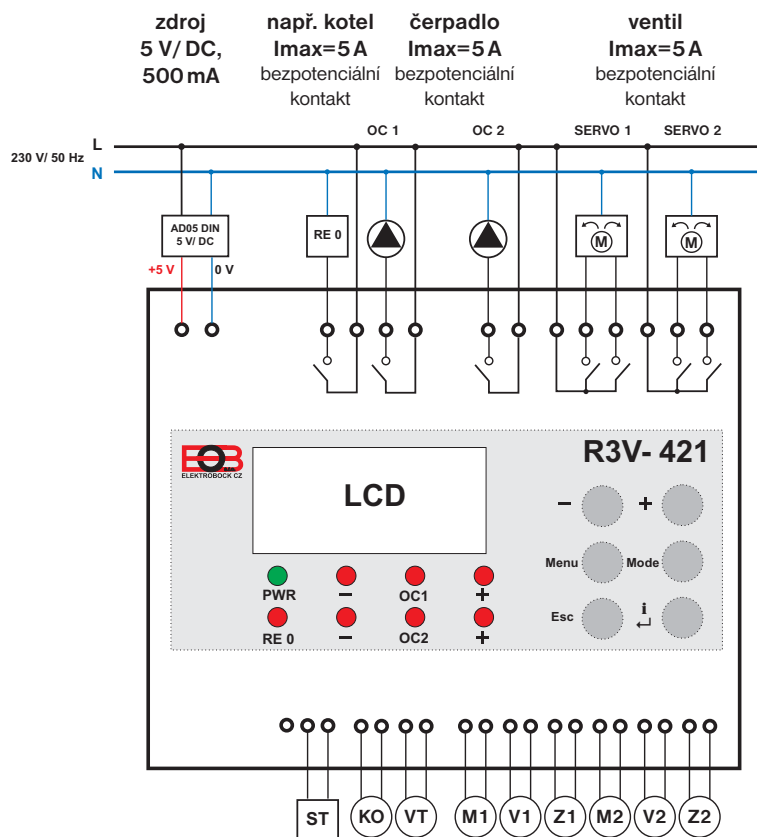 zdroj
5 V/ DC,
500 mA
např. kotel
Imax=5 A
bezpotenciální
kontakt
čerpadlo
Imax=5 A
bezpotenciální
kontakt
ventil
Imax=5 A
bezpotenciální
kontakt
230 V/ 50 Hz
L
N
OC 1
OC 2
SERVO 1
SERVO 2
AD05 DIN
5 V/ DC
RE 0
M
M
+5 V
0 V
ELEKTROBOCK CZ
LCD
R3V- 421
–
+
Menu
Mode
Esc
i
PWR
–
OC1
+
RE 0
–
OC2
+
ST
KO
VT
M1
V1
Z1
M2
V2
Z2